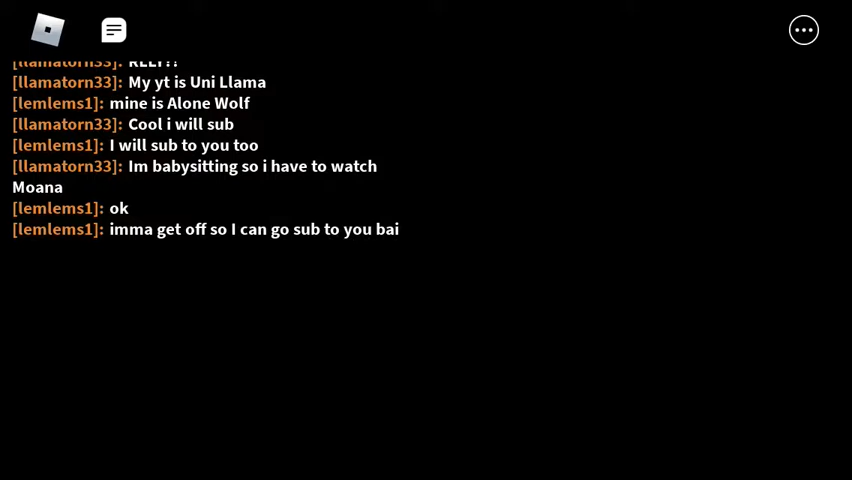 [llamatorn33]: RLLY!!
[llamatorn33]: My yt is Uni Llama
[lemlems1]: mine is Alone Wolf
[llamatorn33]: Cool i will sub
[lemlems1]: I will sub to you too
[llamatorn33]: Im babysitting so i have to watch
Moana
[lemlems1]: ok
[lemlems1]: imma get off so I can go sub to you bai